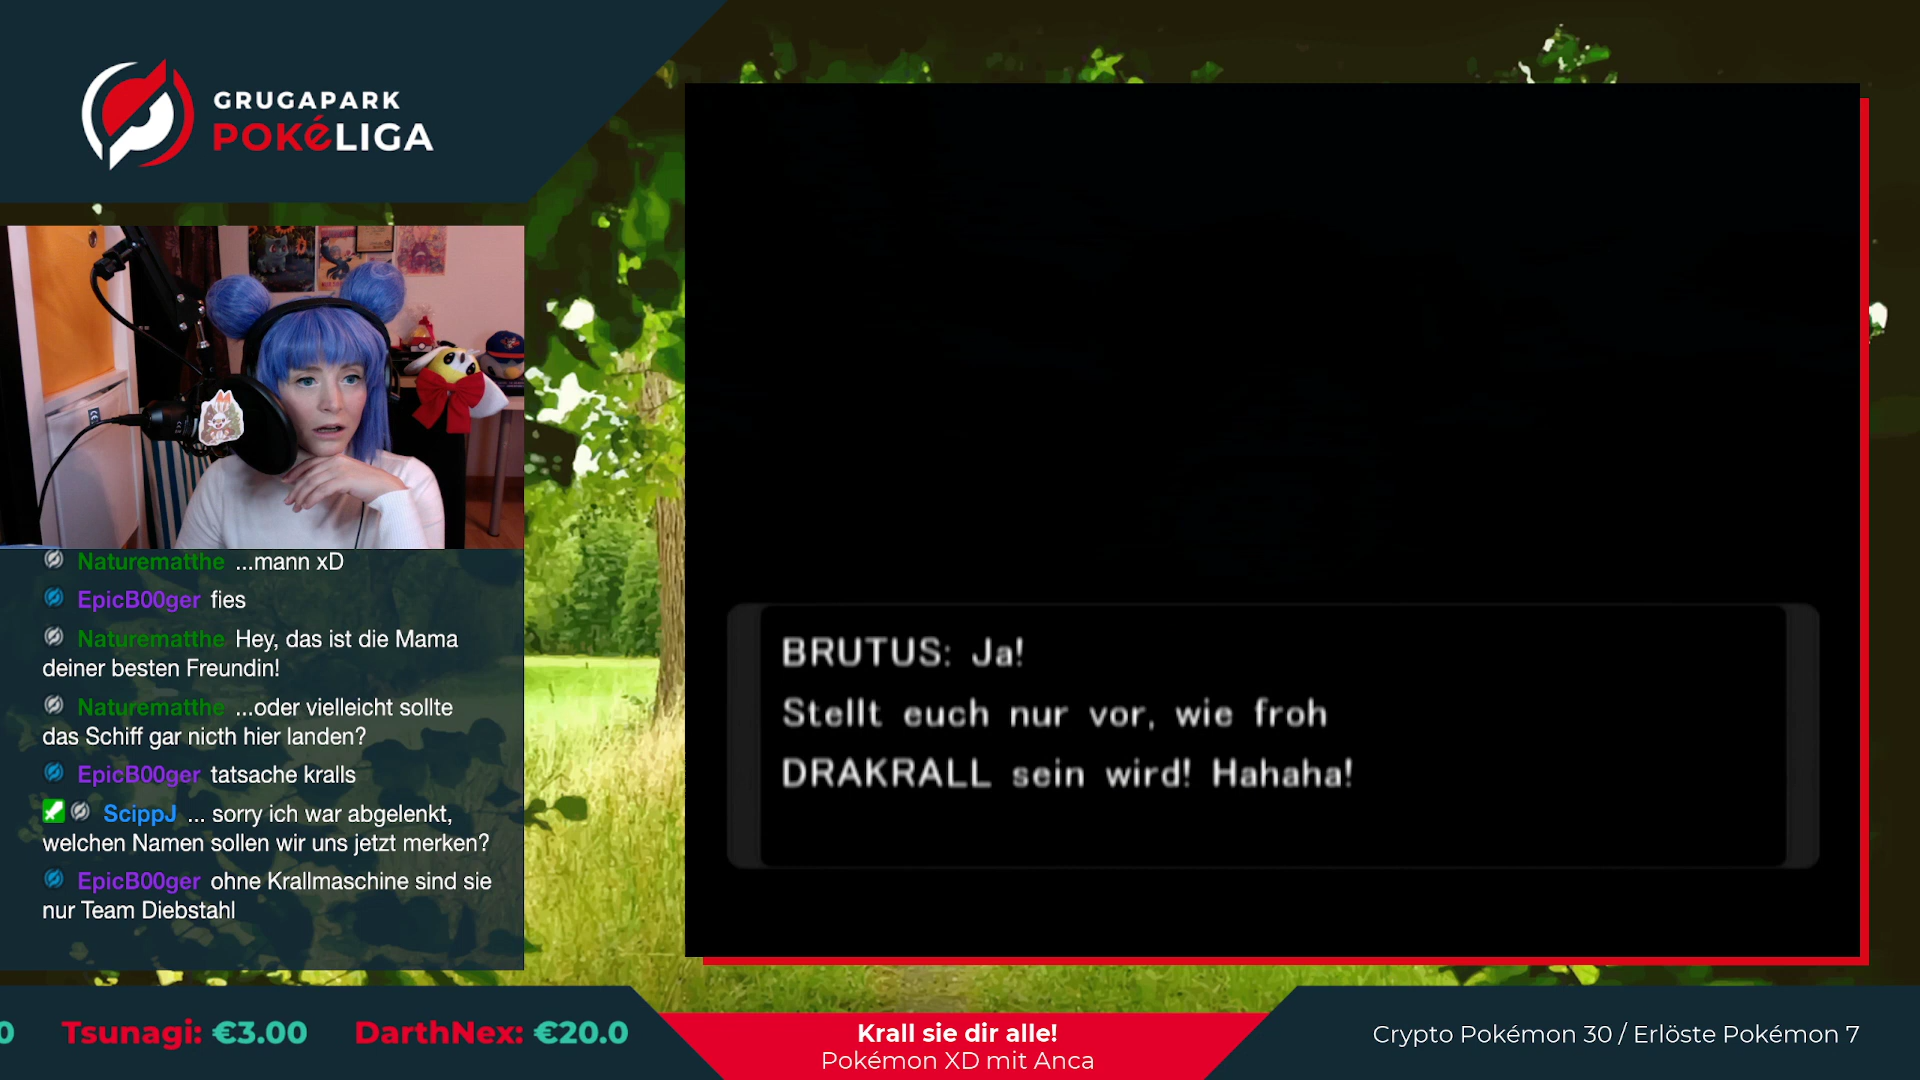 GRUGAPARK
POKéLIGA
Naturematthe ...mann xD
EpicB00ger fies
Naturematthe Hey, das ist die Mama
deiner besten Freundin!
Naturematthe ...oder vielleicht sollte
das Schiff gar nicth hier landen?
EpicB00ger tatsache kralls
ScippJ ... sorry ich war abgelenkt,
welchen Namen sollen wir uns jetzt merken?
EpicB00ger ohne Krallmaschine sind sie
nur Team Diebstahl
BRUTUS: Ja!
Stellt euch nur vor, wie froh
DRAKRALL sein wird! Hahaha!
0 Tsunagi: €3.00 DarthNex: €20.0
Krall sie dir alle!
Pokémon XD mit Anca
Crypto Pokémon 30 / Erlöste Pokémon 7